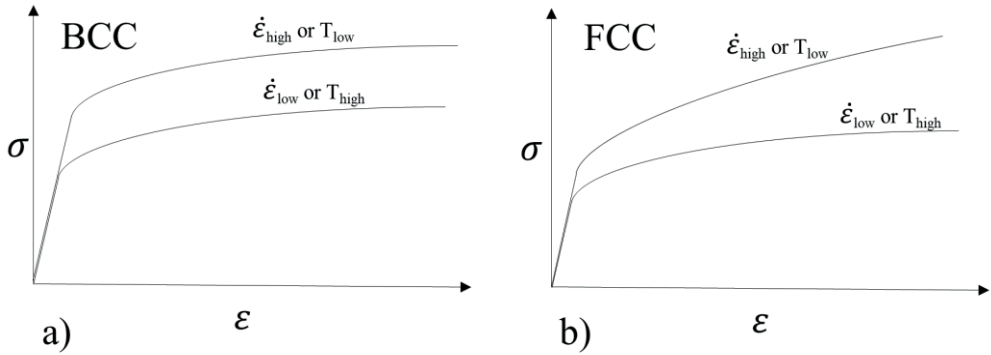 BCC
ε̇high or Tlow
ε̇low or Thigh
σ
ε
a)
FCC
ε̇high or Tlow
ε̇low or Thigh
σ
ε
b)